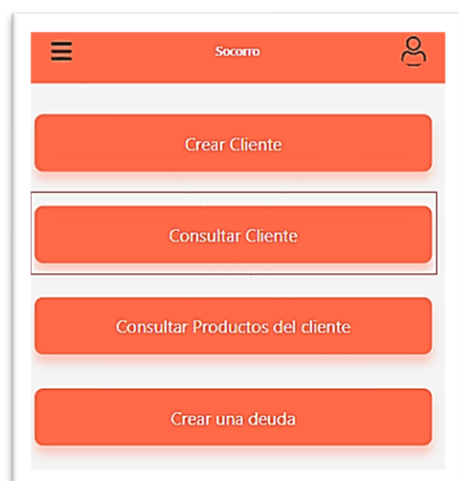 Socorro
Crear Cliente
Consultar Cliente
Consultar Productos del cliente
Crear una deuda